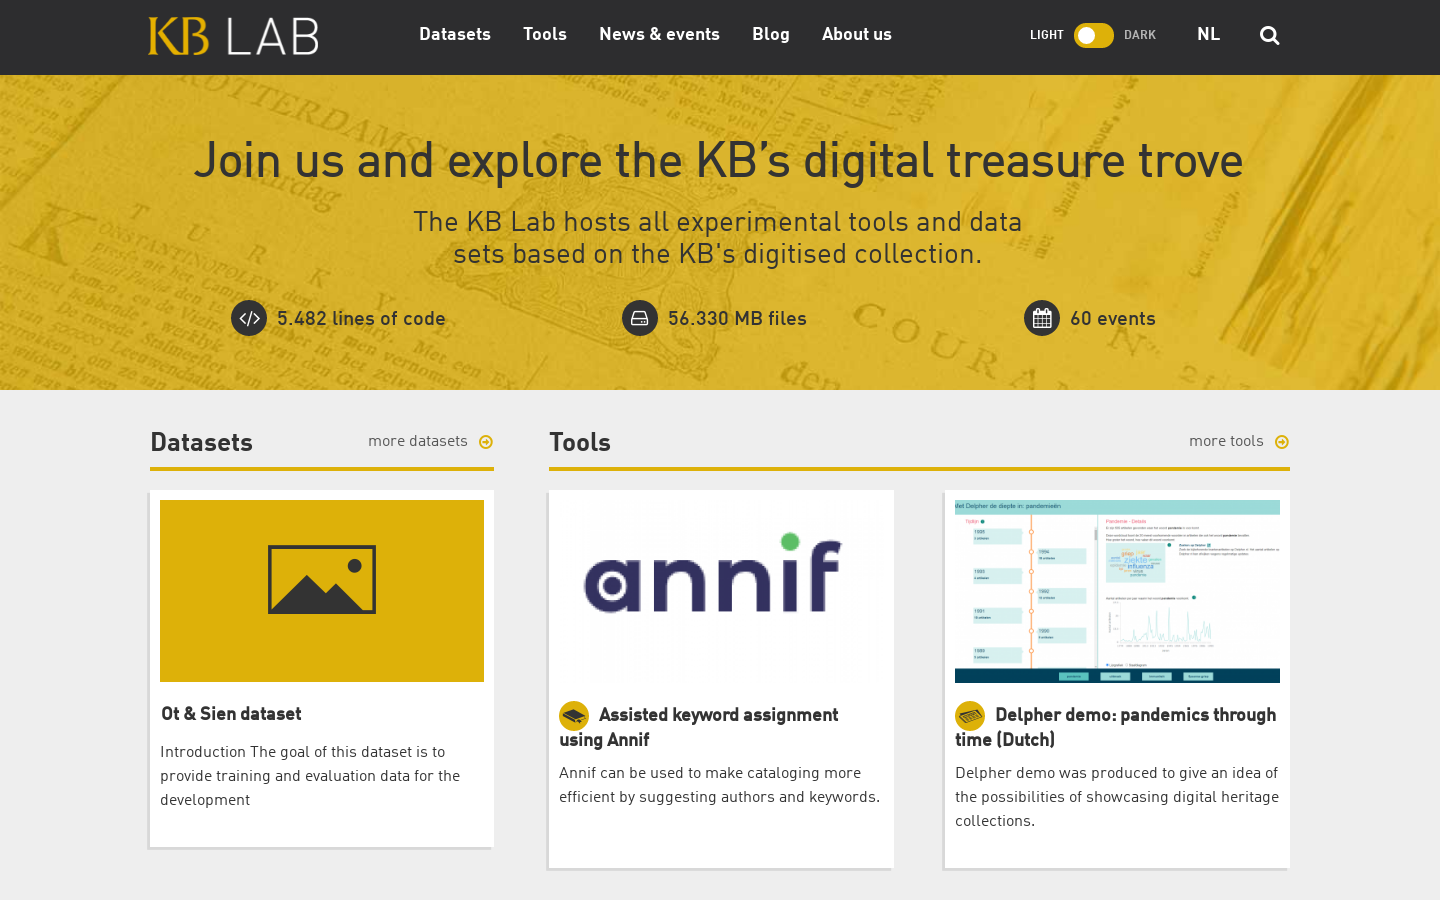 KB LAB
Datasets
Tools
News & events
Blog
About us
LIGHT
DARK
NL
Join us and explore the KB’s digital treasure trove
The KB Lab hosts all experimental tools and data
sets based on the KB's digitised collection.
5.482 lines of code
56.330 MB files
60 events
Datasets
more datasets
Tools
more tools
Ot & Sien dataset
Introduction The goal of this dataset is to
provide training and evaluation data for the
development
annif
Assisted keyword assignment
using Annif
Annif can be used to make cataloging more
efficient by suggesting authors and keywords.
Met Delpher de diepte in: pandemieën
Delpher demo: pandemics through
time (Dutch)
Delpher demo was produced to give an idea of
the possibilities of showcasing digital heritage
collections.